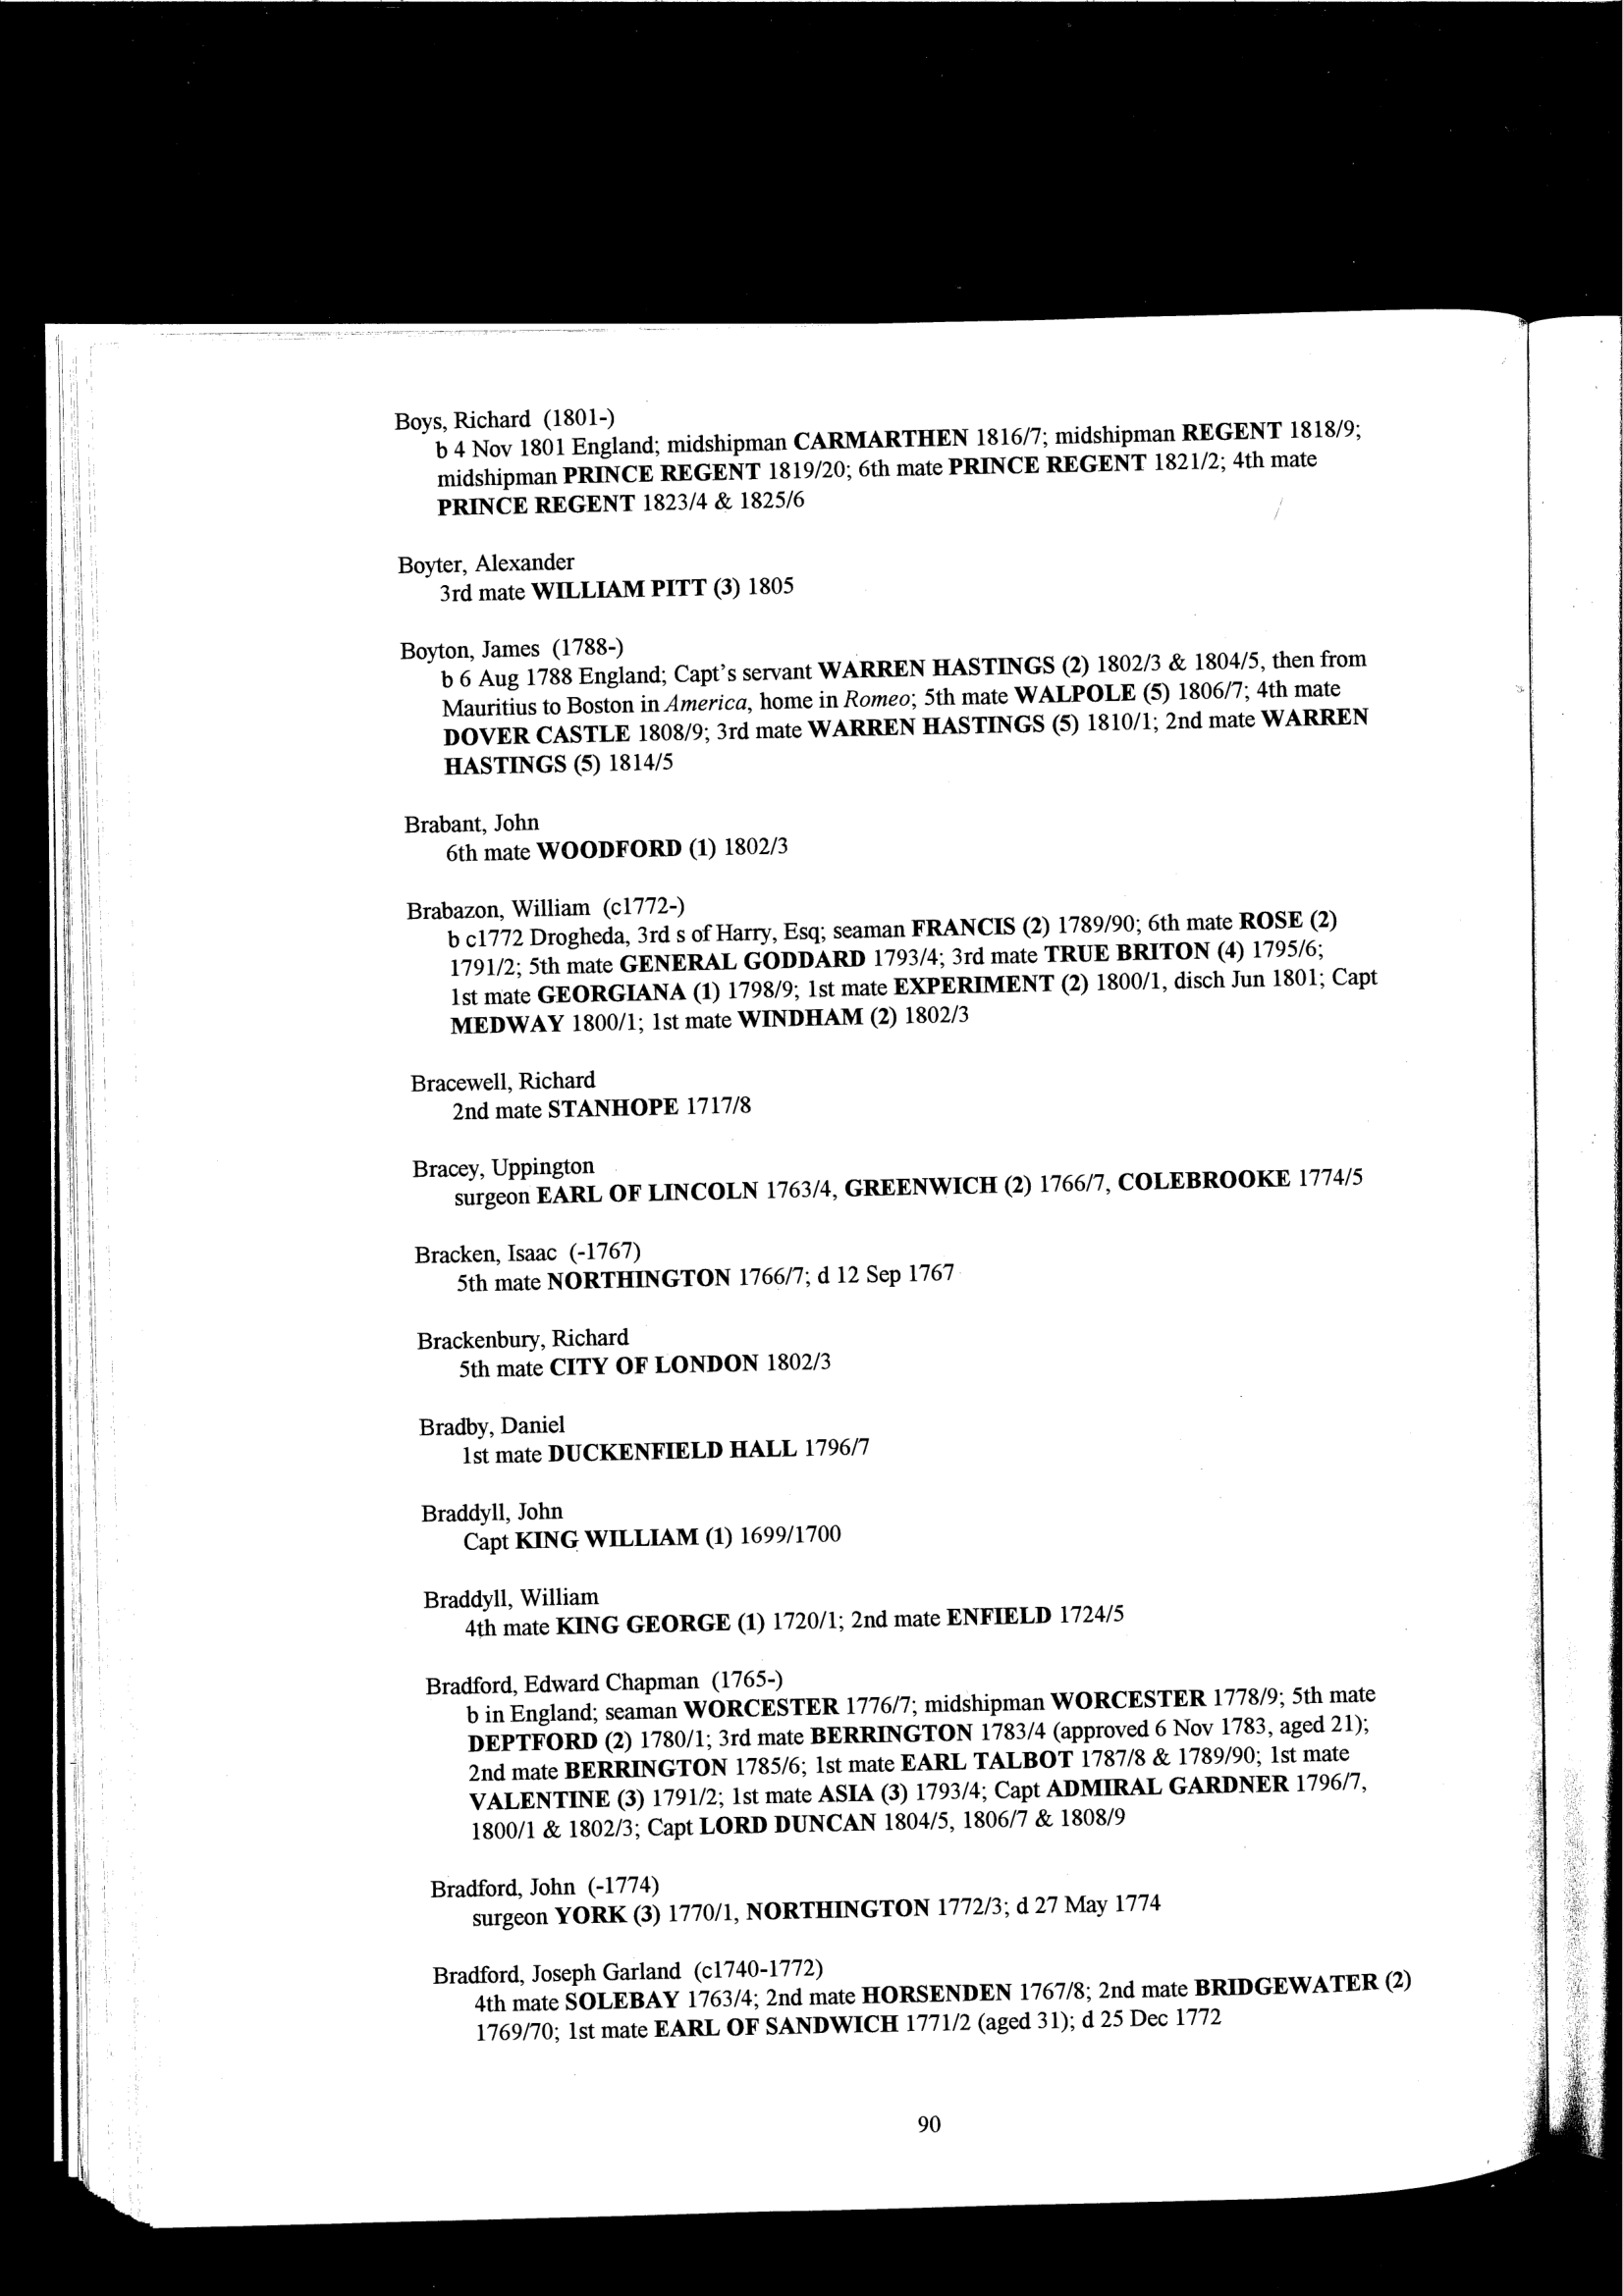 Boys, Richard (1801-)
b 4 Nov 1801 England; midshipman CARMARTHEN 1816/7; midshipman REGENT 1818/9;
midshipman PRINCE REGENT 1819/20; 6th mate PRINCE REGENT 1821/2; 4th mate
PRINCE REGENT 1823/4 & 1825/6
Boyter, Alexander
3rd mate WILLIAM PITT (3) 1805
Boyton, James (1788-)
b 6 Aug 1788 England; Capt's servant WARREN HASTINGS (2) 1802/3 & 1804/5, then from
Mauritius to Boston in America, home in Romeo; 5th mate WALPOLE (5) 1806/7; 4th mate
DOVER CASTLE 1808/9; 3rd mate WARREN HASTINGS (5) 1810/1; 2nd mate WARREN
HASTINGS (5) 1814/5
Brabant, John
6th mate WOODFORD (1) 1802/3
Brabazon, William (c1772-)
b c1772 Drogheda, 3rd s of Harry, Esq; seaman FRANCIS (2) 1789/90; 6th mate ROSE (2)
1791/2; 5th mate GENERAL GODDARD 1793/4; 3rd mate TRUE BRITON (4) 1795/6;
1st mate GEORGIANA (1) 1798/9; 1st mate EXPERIMENT (2) 1800/1, disch Jun 1801; Capt
MEDWAY 1800/1; 1st mate WINDHAM (2) 1802/3
Bracewell, Richard
2nd mate STANHOPE 1717/8
Bracey, Uppington
surgeon EARL OF LINCOLN 1763/4, GREENWICH (2) 1766/7, COLEBROOKE 1774/5
Bracken, Isaac (-1767)
5th mate NORTHINGTON 1766/7; d 12 Sep 1767
Brackenbury, Richard
5th mate CITY OF LONDON 1802/3
Bradby, Daniel
1st mate DUCKENFIELD HALL 1796/7
Braddyll, John
Capt KING WILLIAM (1) 1699/1700
Braddyll, William
4th mate KING GEORGE (1) 1720/1; 2nd mate ENFIELD 1724/5
Bradford, Edward Chapman (1765-)
b in England; seaman WORCESTER 1776/7; midshipman WORCESTER 1778/9; 5th mate
DEPTFORD (2) 1780/1; 3rd mate BERRINGTON 1783/4 (approved 6 Nov 1783, aged 21);
2nd mate BERRINGTON 1785/6; 1st mate EARL TALBOT 1787/8 & 1789/90; 1st mate
VALENTINE (3) 1791/2; 1st mate ASIA (3) 1793/4; Capt ADMIRAL GARDNER 1796/7,
1800/1 & 1802/3; Capt LORD DUNCAN 1804/5, 1806/7 & 1808/9
Bradford, John (-1774)
surgeon YORK (3) 1770/1, NORTHINGTON 1772/3; d 27 May 1774
Bradford, Joseph Garland (c1740-1772)
4th mate SOLEBAY 1763/4; 2nd mate HORSENDEN 1767/8; 2nd mate BRIDGEWATER (2)
1769/70; 1st mate EARL OF SANDWICH 1771/2 (aged 31); d 25 Dec 1772
90